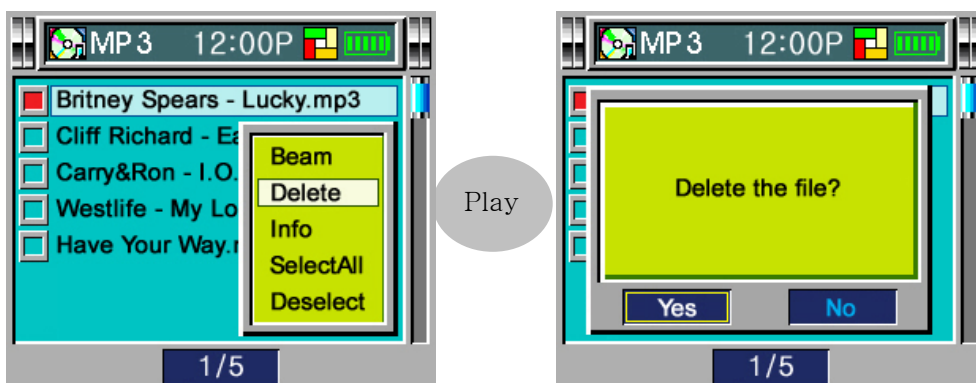 MP3 12:00P
Britney Spears - Lucky.mp3
Cliff Richard - Ea
Carry&Ron - I.O.
Westlife - My Lo
Have Your Way.
Beam
Delete
Info
SelectAll
Deselect
1/5
Play
MP3 12:00P
Delete the file?
Yes
No
1/5